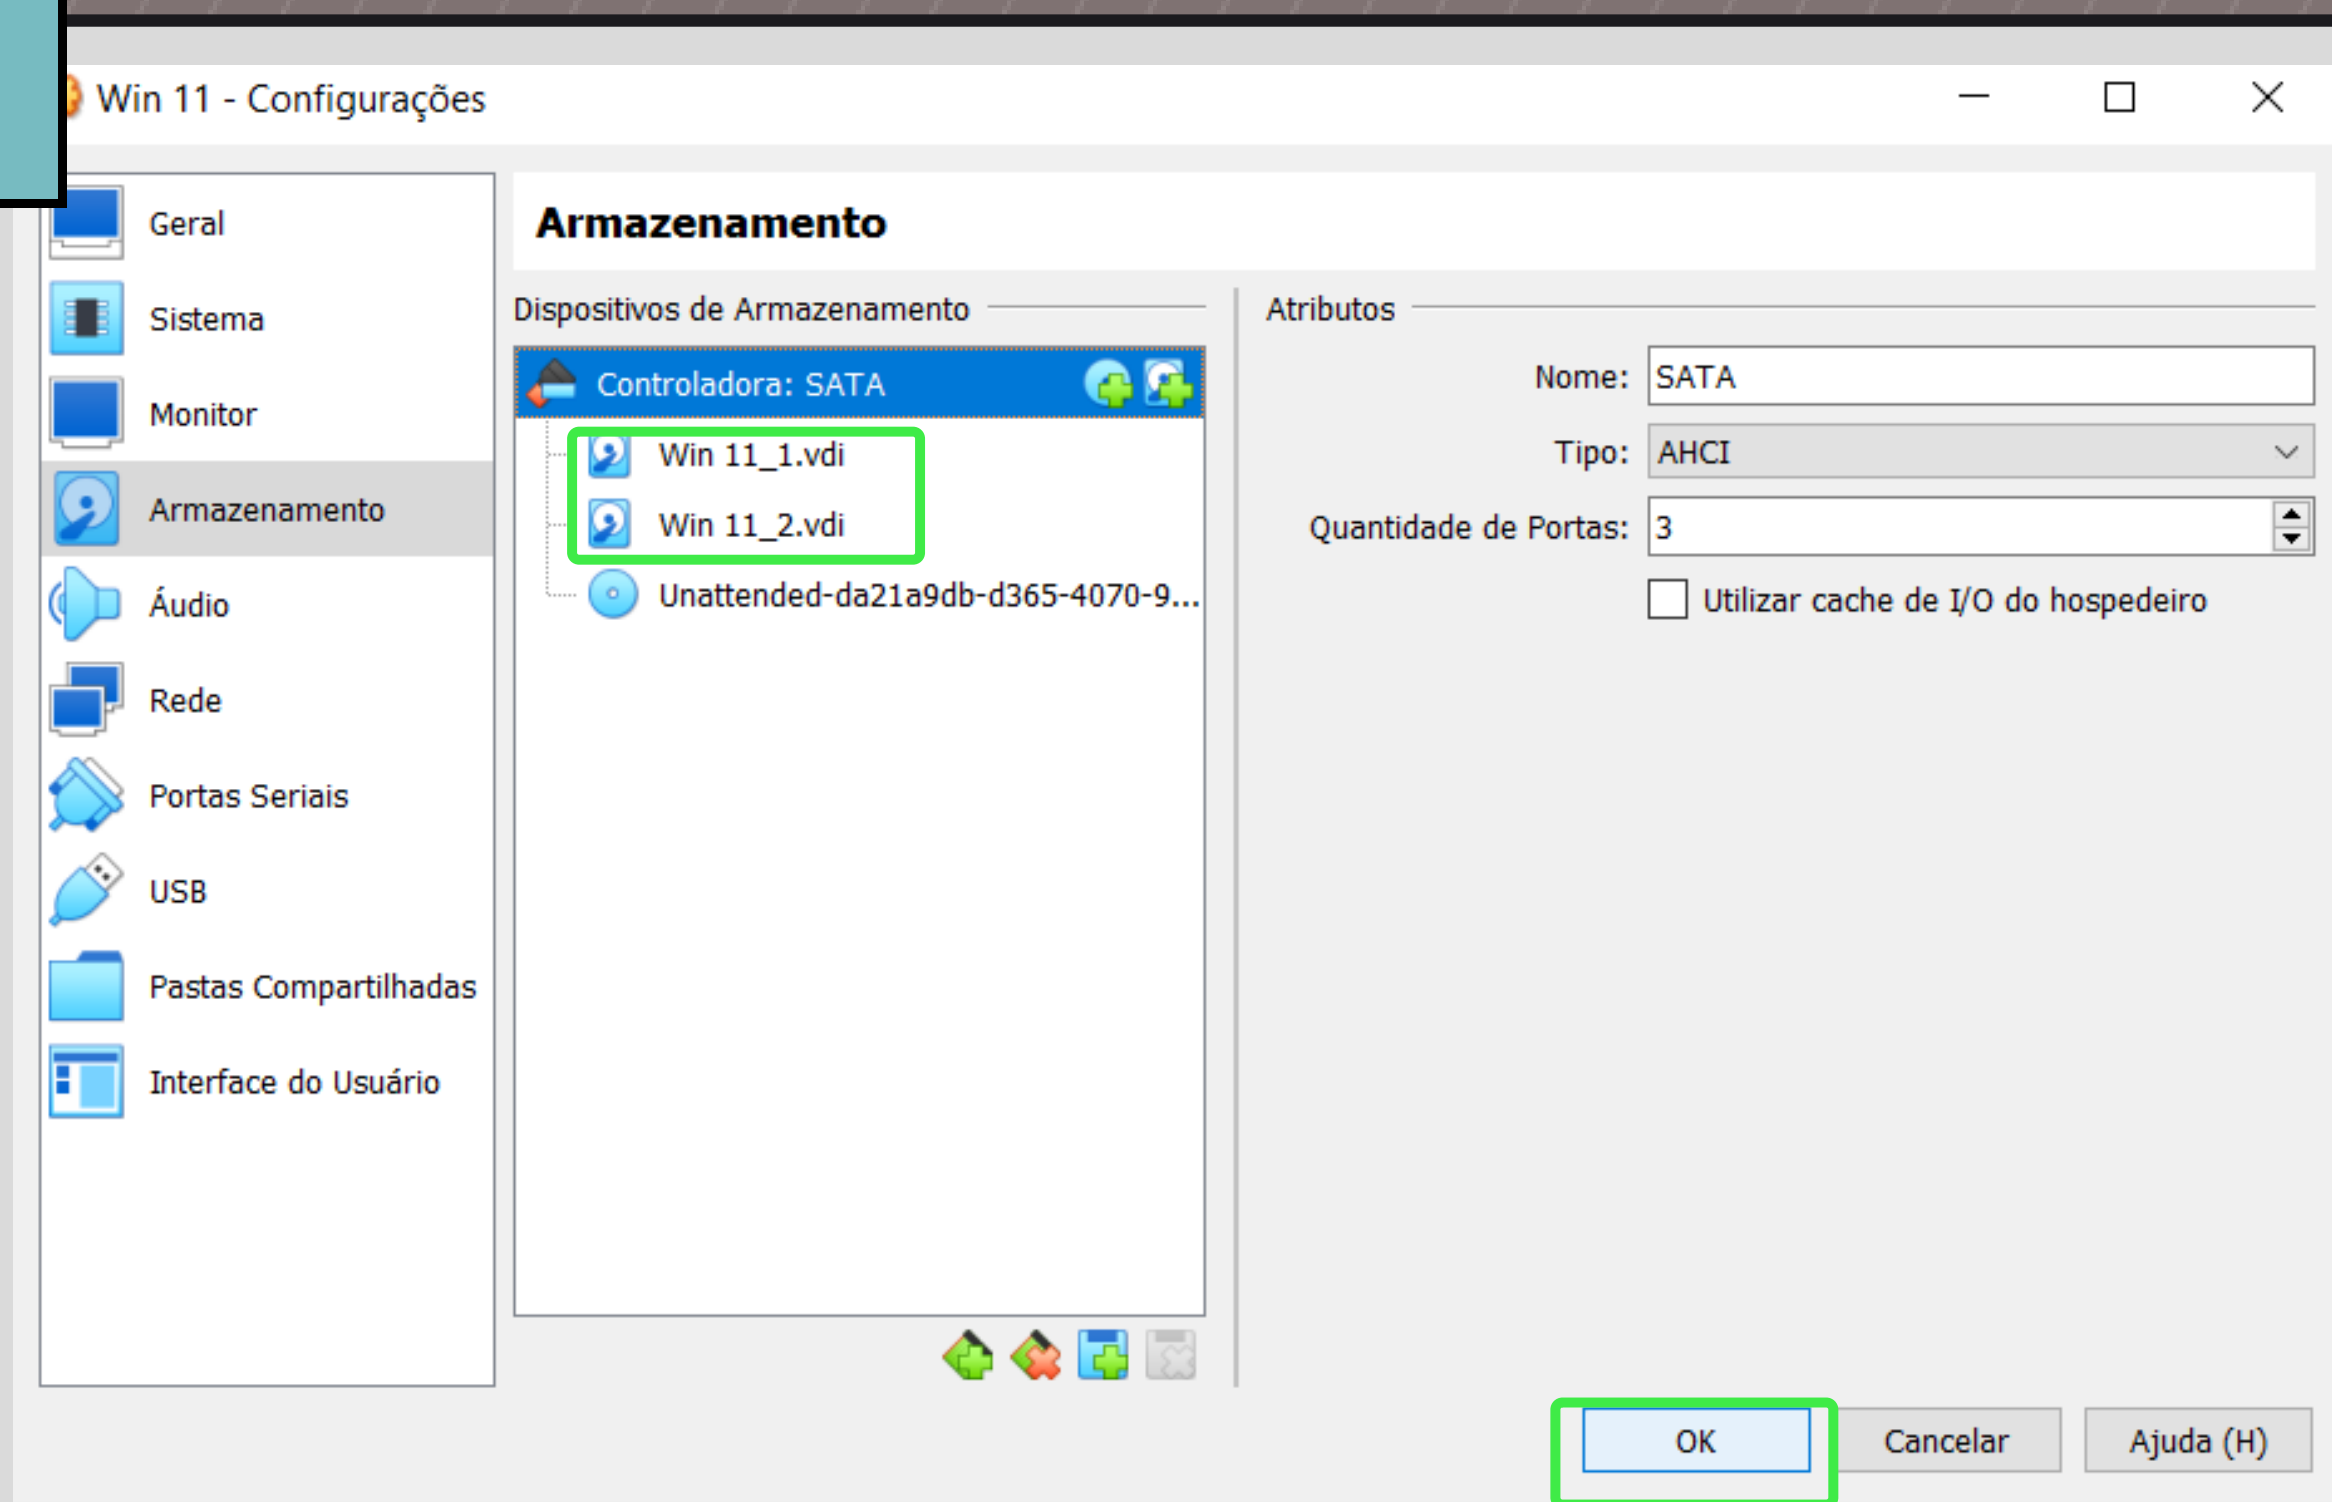 Win 11 - Configurações
Geral
Sistema
Monitor
Armazenamento
Áudio
Rede
Portas Seriais
USB
Pastas Compartilhadas
Interface do Usuário
Armazenamento
Dispositivos de Armazenamento
Controladora: SATA
Win 11_1.vdi
Win 11_2.vdi
Unattended-da21a9db-d365-4070-9...
Atributos
Nome: SATA
Tipo: AHCI
Quantidade de Portas: 3
Utilizar cache de I/O do hospedeiro
OK Cancelar Ajuda (H)